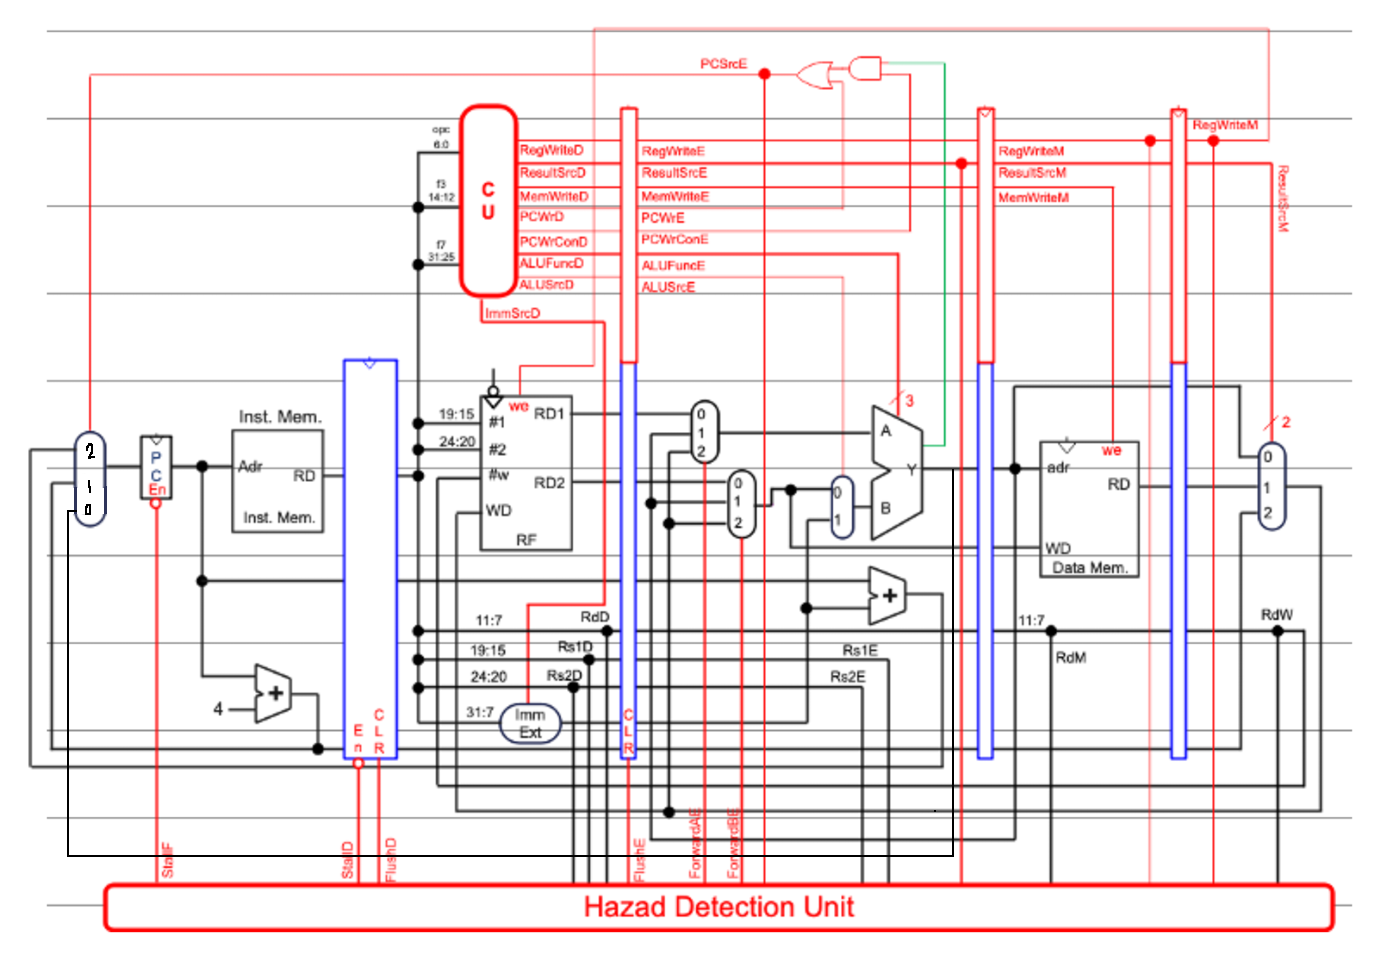 PCSrcE
opc
6.0
f3
14:12
f7
31:25
C
U
RegWriteD
ResultSrcD
MemWriteD
PCWrD
PCWrConD
ALUFuncD
ALUSrcD
ImmSrcD
RegWriteE
ResultSrcE
MemWriteE
PCWrE
PCWrConE
ALUFuncE
ALUSrcE
RegWriteM
ResultSrcM
MemWriteM
RegWriteM
ResultSrcM
2
1
0
P
C
En
Inst. Mem.
Adr
RD
Inst. Mem.
19:15
24:20
we
#1
#2
#w
WD
RD1
RD2
RF
0
1
2
0
1
2
0
1
3
A
B
Y
adr
we
RD
WD
Data Mem.
2
0
1
2
+
4
+
11:7
RdD
19:15
Rs1D
24:20
Rs2D
31:7
Imm
Ext
Rs1E
Rs2E
11:7
RdM
RdW
En
CLR
CLR
StallF
StallD
FlushD
FlushE
ForwardAE
ForwardBE
Hazad Detection Unit